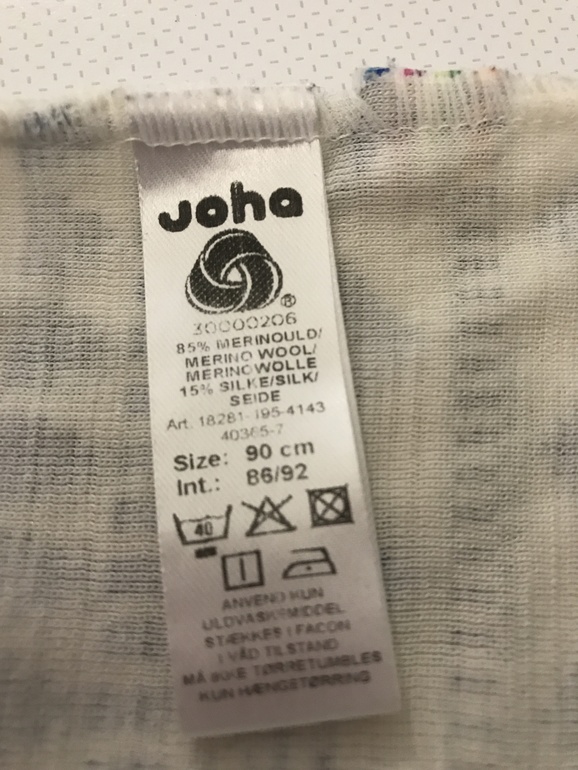 Joha
®
30000206
85% MERINOULD/
MERINO WOOL/
MERINOWOLLE
15% SILKE/SILK/
SEIDE
Art. 18281-195-4143
40365-7
Size: 90 cm
Int.: 86/92
40
ANVEND KUN
ULDVASKEMIDDEL
STRÆKKES I FACON
I VÅD TILSTAND
MÅ IKKE TØRRETUMBLES
KUN HÆNGETØRRING